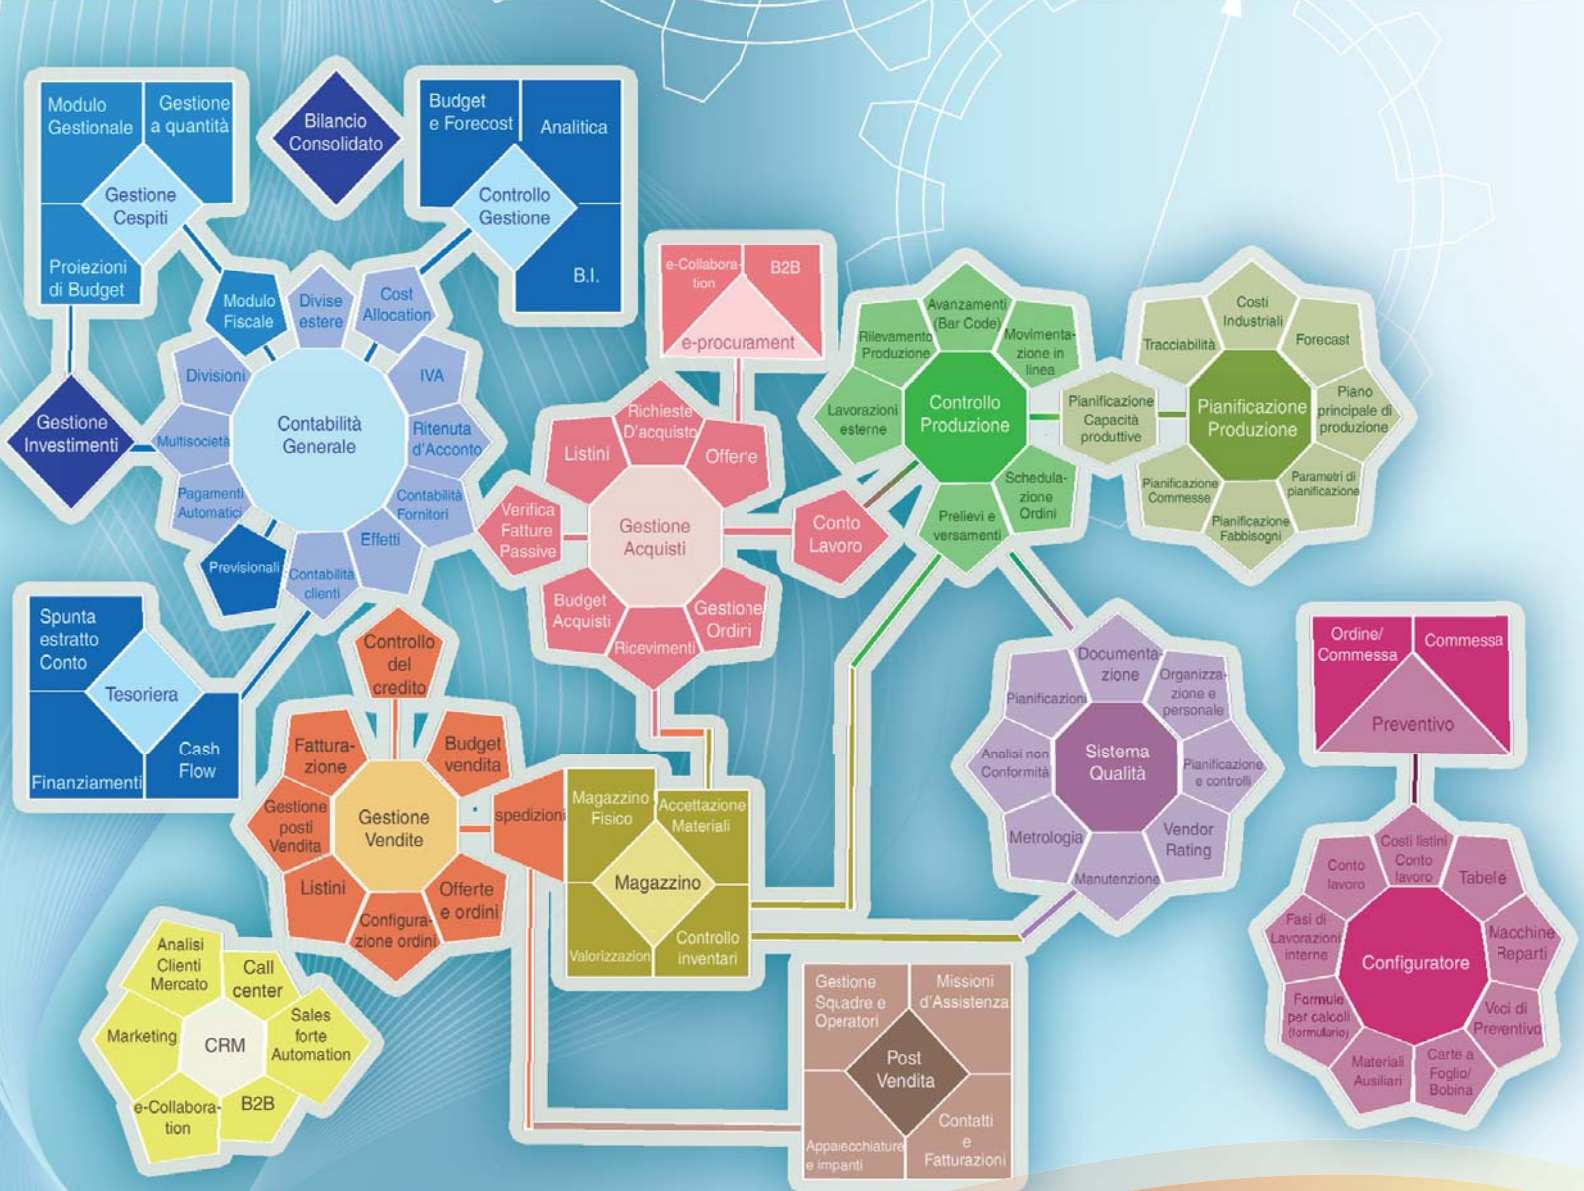 Modulo
Gestionale
Gestione
a quantità
Gestione
Cespiti
Proiezioni
di Budget
Bilancio
Consolidato
Budget
e Forecost
Analitica
Controllo
Gestione
B.I.
Modulo
Fiscale
Divise
estere
Cost
Allocation
Divisioni
IVA
Gestione
Investimenti
Multisocietà
Contabilità
Generale
Ritenuta
d'Acconto
Pagamenti
Automatici
Contabilità
Fornitori
Previsionali
Contabilità
clienti
Effetti
Spunta
estratto
Conto
Tesoriera
Finanziamenti
Cash
Flow
e-Collabora-
tion
B2B
e-procurament
Richieste
D'acquisto
Listini
Offerte
Verifica
Fatture
Passive
Gestione
Acquisti
Conto
Lavoro
Budget
Acquisti
Ricevimenti
Gestione
Ordini
Avanzamenti
(Bar Code)
Rilevamento
Produzione
Movimenta-
zione in
linea
Lavorazioni
esterne
Controllo
Produzione
Schedula-
zione
Ordini
Prelievi e
versamenti
Pianificazione
Capacità
produttive
Costi
Industriali
Tracciabilità
Forecast
Pianificazione
Produzione
Piano
principale di
produzione
Pianificazione
Commesse
Parametri di
pianificazione
Pianificazione
Fabbisogni
Controllo
del
credito
Fattura-
zione
Budget
vendita
Gestione
posti
Vendita
Gestione
Vendite
spedizioni
Listini
Configura-
zione ordini
Offerte
e ordini
Magazzino
Fisico
Accettazione
Materiali
Magazzino
Valorizzazion
Controllo
inventari
Documenta-
zione
Pianificazioni
Organizza-
zione e
personale
Analisi non
Conformità
Sistema
Qualità
Pianificazione
e controlli
Metrologia
Vendor
Rating
Manutenzione
Ordine/
Commessa
Commessa
Preventivo
Costi listini
Conto
lavoro
Conto
lavoro
Tabele
Fasi di
Lavorazioni
interne
Macchine
Reparti
Configuratore
Formule
per calcoli
(formulario)
Voci di
Preventivo
Materiali
Ausiliari
Carte a
Foglio/
Bobina
Analisi
Clienti
Mercato
Call
center
Marketing
CRM
Sales
forte
Automation
e-Collabora-
tion
B2B
Gestione
Squadre e
Operatori
Missioni
d'Assistenza
Post
Vendita
Apparecchiature
e impanti
Contatti
e
Fatturazioni